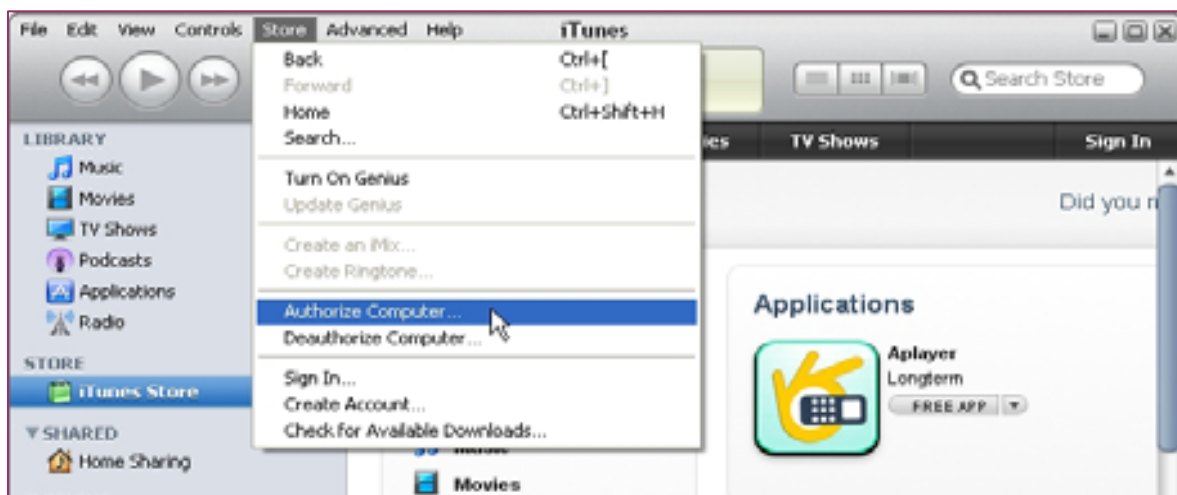 File Edit View Controls Store Advanced Help iTunes
Back Ctrl+[
Forward Ctrl+]
Home Ctrl+Shift+H
Search...
Turn On Genius
Update Genius
Create an iMix...
Create Ringtone...
Authorize Computer...
Deauthorize Computer...
Sign In...
Create Account...
Check for Available Downloads...
Search Store
LIBRARY
Music
Movies
TV Shows
Podcasts
Applications
Radio
STORE
iTunes Store
SHARED
Home Sharing
TV Shows Sign In
Did you
Applications
Aplayer
Longterm
FREE APP
Music
Movies